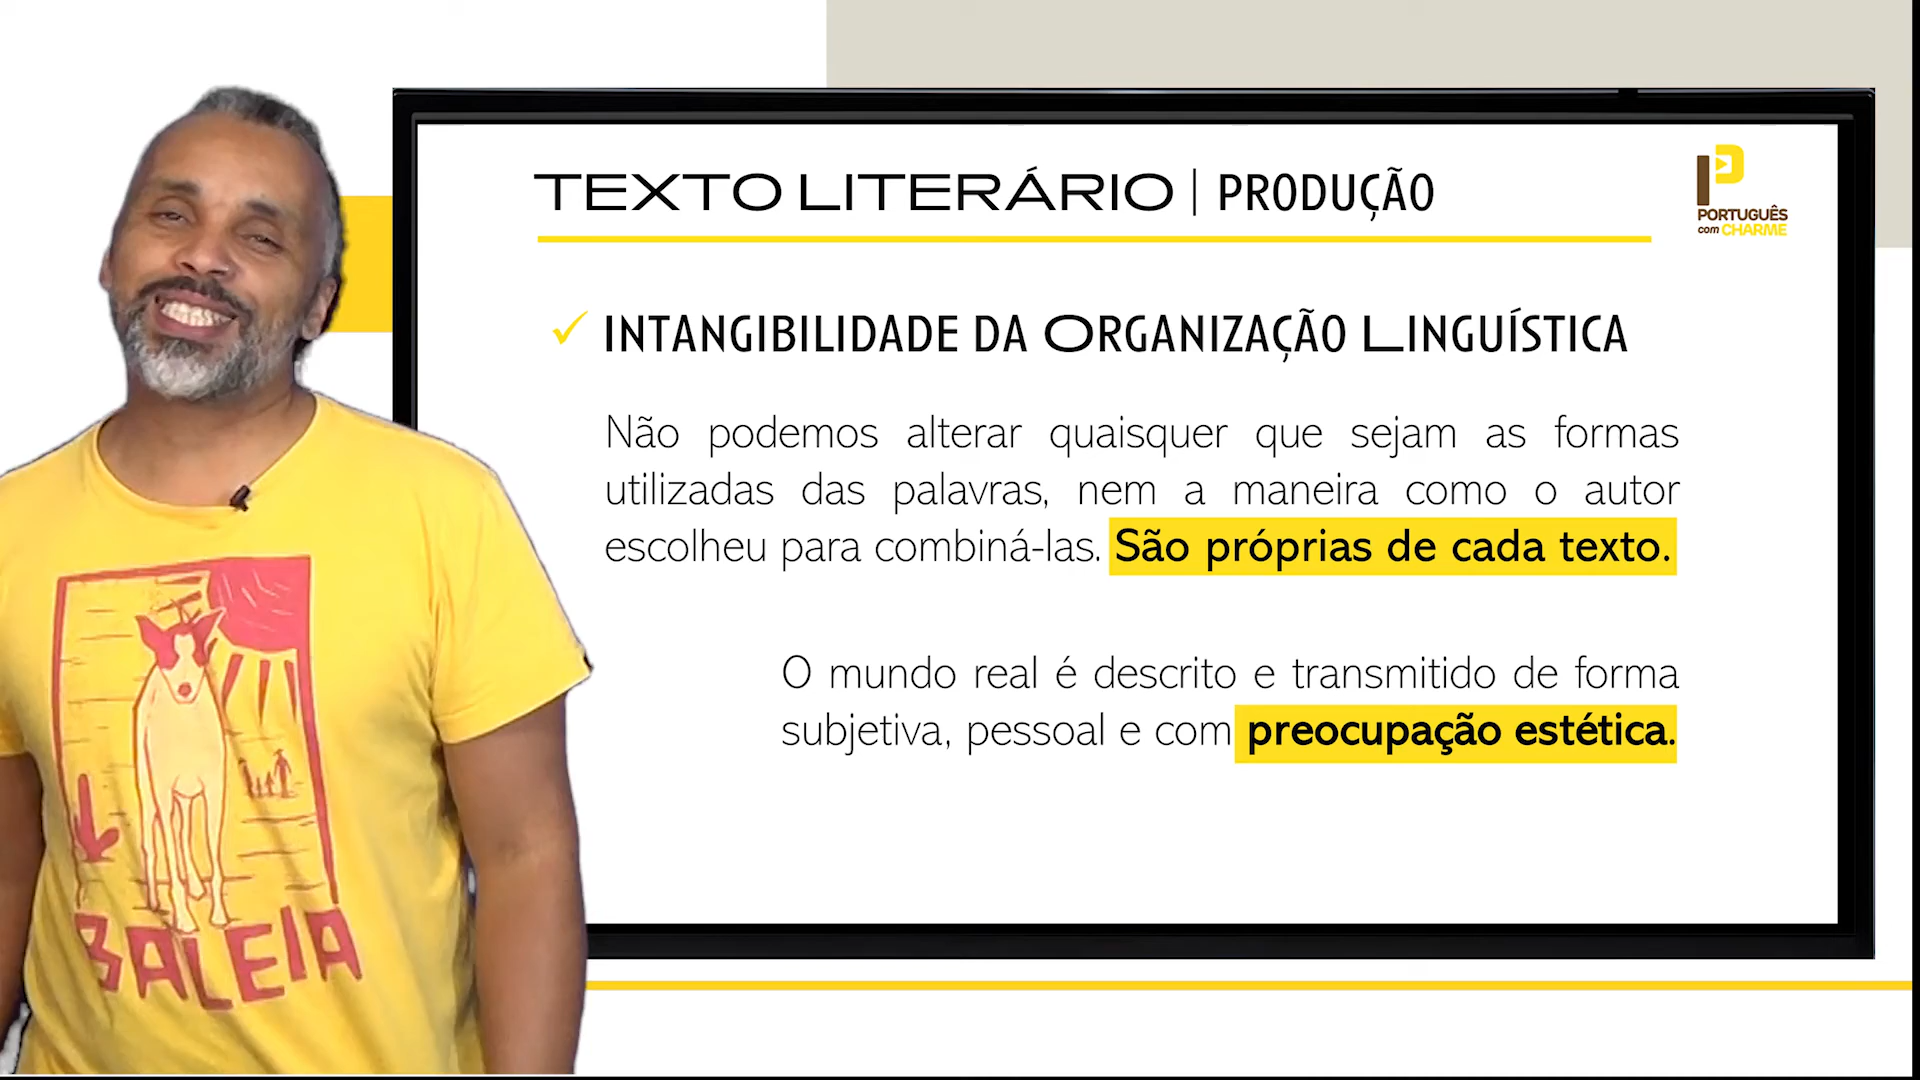 TEXTO LITERÁRIO | PRODUÇÃO
PORTUGUÊS
com CHARME
✓ INTANGIBILIDADE DA ORGANIZAÇÃO LINGUÍSTICA
Não podemos alterar quaisquer que sejam as formas
utilizadas das palavras, nem a maneira como o autor
escolheu para combiná-las. São próprias de cada texto.
O mundo real é descrito e transmitido de forma
subjetiva, pessoal e com preocupação estética.
BALEIA